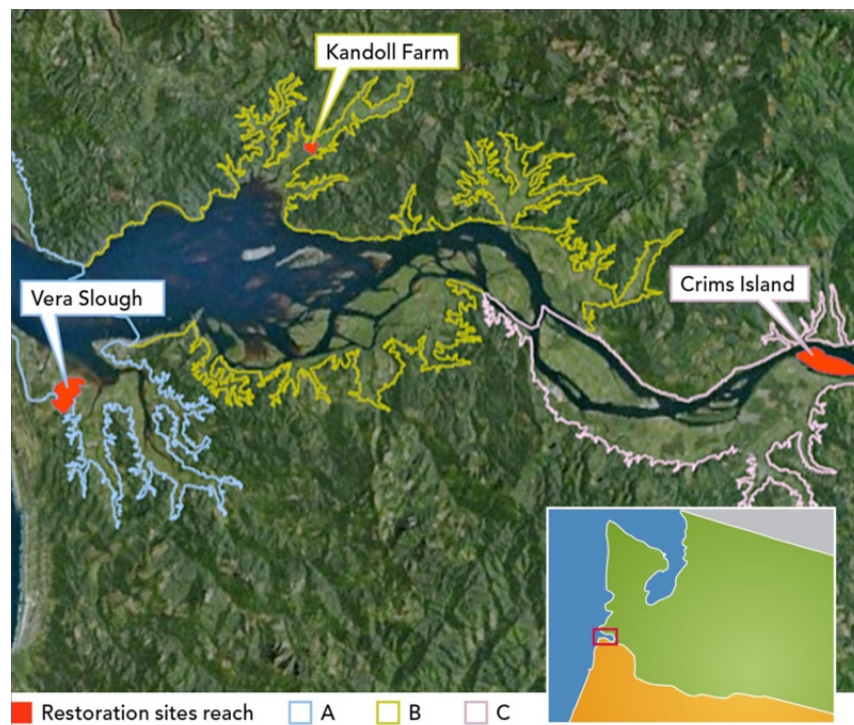 Kandoll Farm
Vera Slough
Crims Island
Restoration sites reach
A
B
C